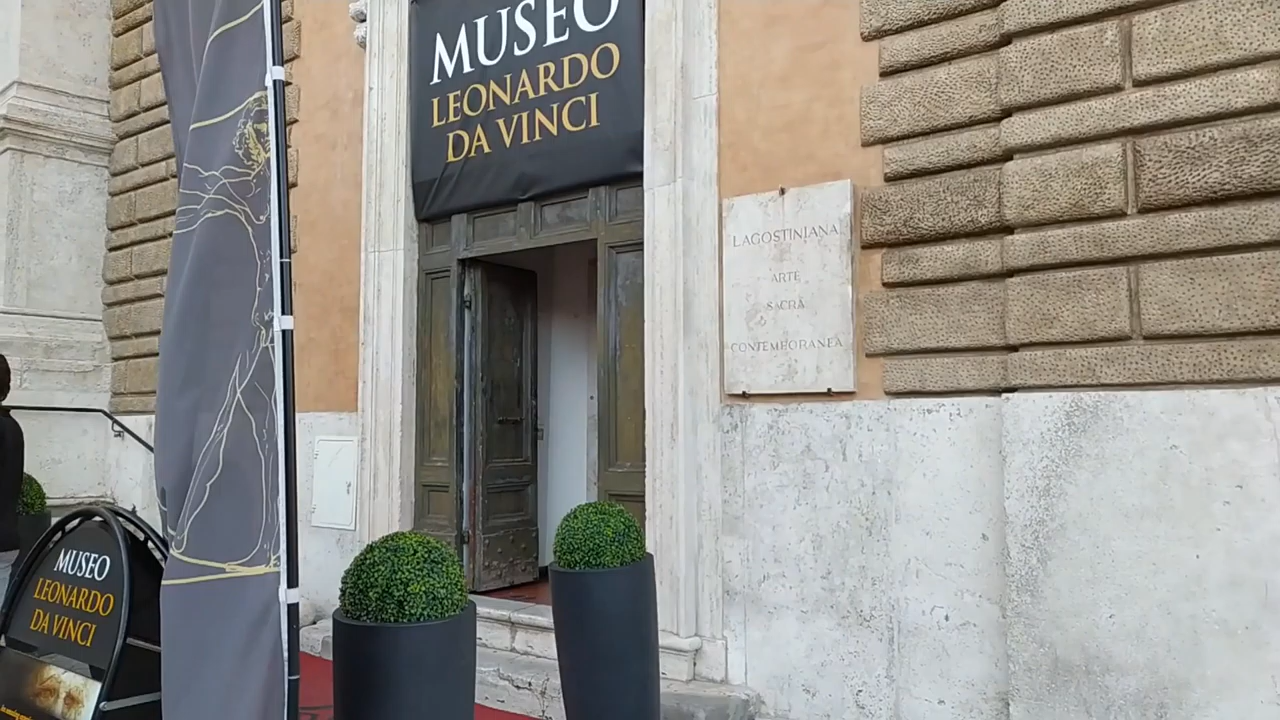 MUSEO
LEONARDO
DA VINCI
LAGOSTINIANA
ARTE
SACRA
CONTEMPORANEA
MUSEO
LEONARDO
DA VINCI